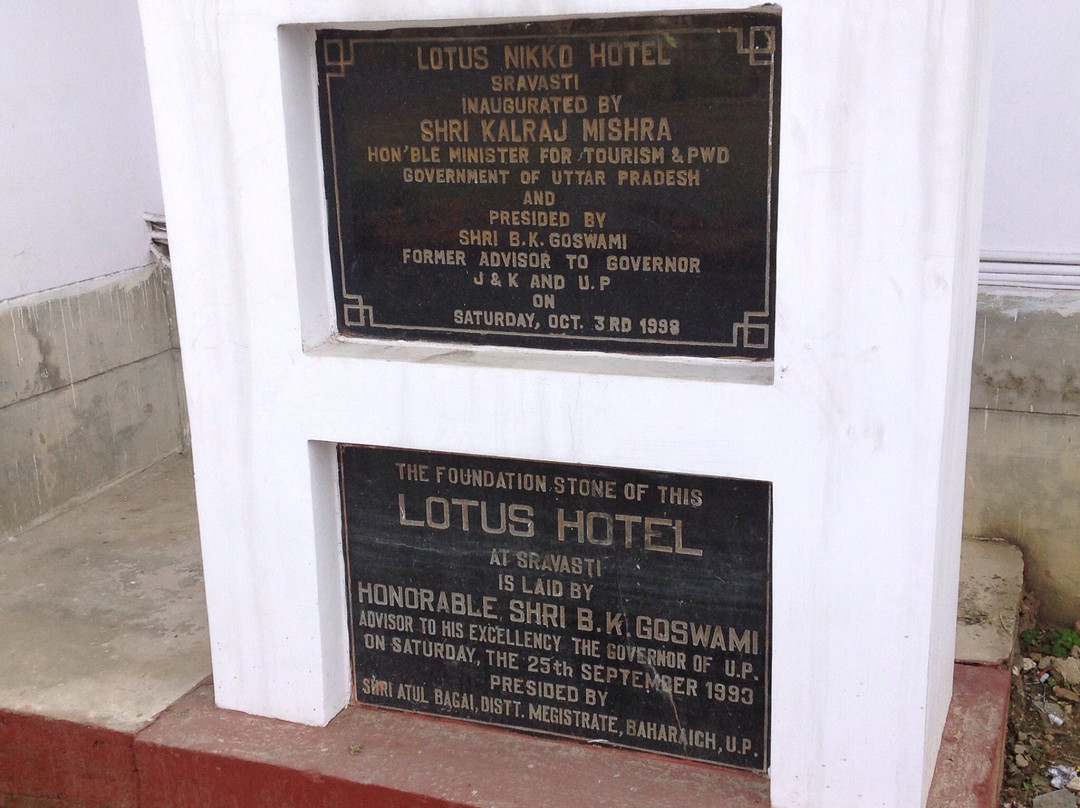 LOTUS NIKKO HOTEL
SRAVASTI
INAUGURATED BY
SHRI KALRAJ MISHRA
HON'BLE MINISTER FOR TOURISM & PWD
GOVERNMENT OF UTTAR PRADESH
AND
PRESIDED BY
SHRI B.K. GOSWAMI
FORMER ADVISOR TO GOVERNOR
J & K AND U.P
ON
SATURDAY, OCT. 3RD 1998
THE FOUNDATION STONE OF THIS
LOTUS HOTEL
AT SRAVASTI
IS LAID BY
HONORABLE, SHRI B.K. GOSWAMI
ADVISOR TO HIS EXCELLENCY THE GOVERNOR OF U.P.
ON SATURDAY, THE 25th SEPTEMBER 1993
PRESIDED BY
SHRI ATUL BAGAI, DISTT. MEGISTRATE, BAHARAICH, U.P.